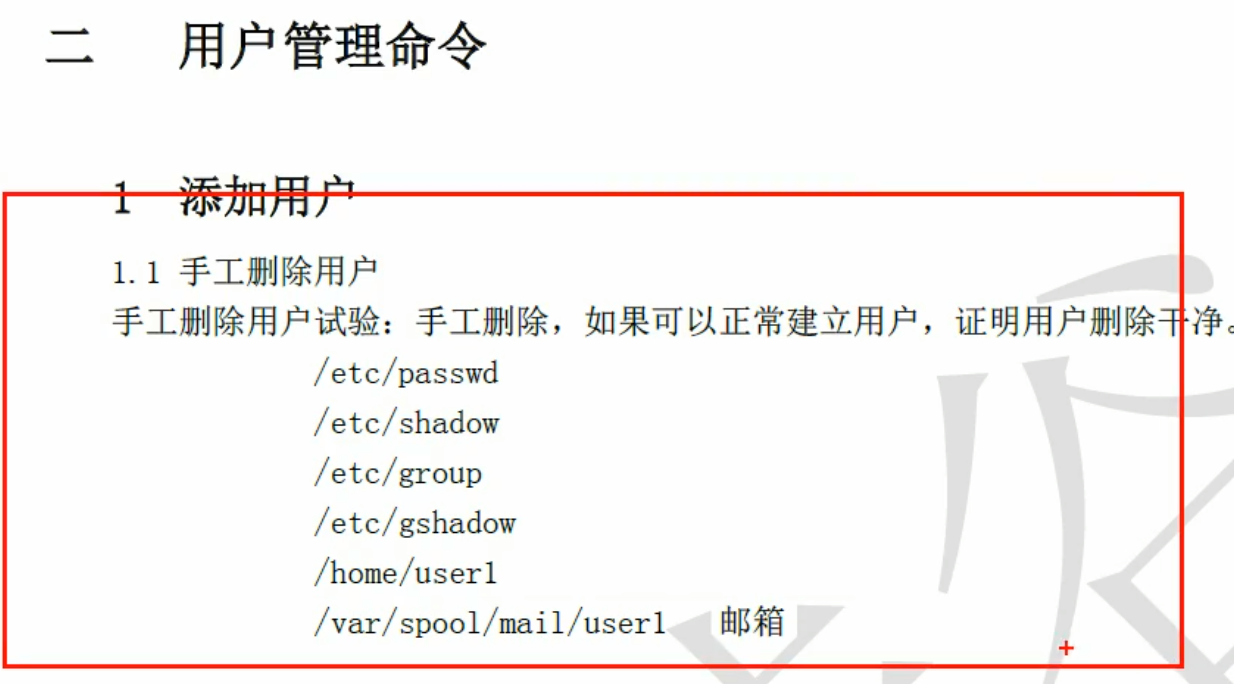 二 用户管理命令
1 添加用户
1.1 手工删除用户
手工删除用户试验：手工删除，如果可以正常建立用户，证明用户删除干净。
/etc/passwd
/etc/shadow
/etc/group
/etc/gshadow
/home/user1
/var/spool/mail/user1 邮箱